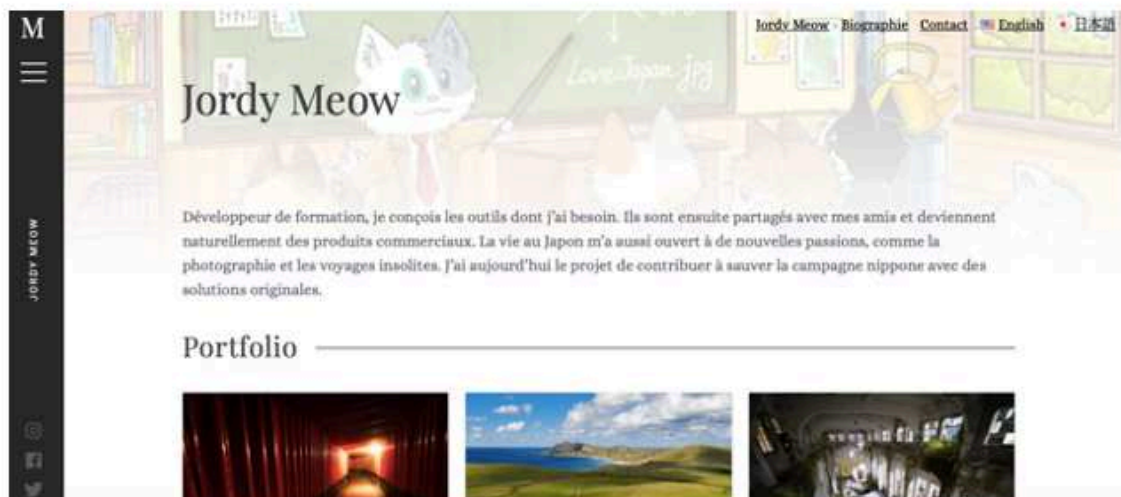 M
Jordy Meow · Biographie Contact English 日本語
Love Japan.jpg
Jordy Meow
Développeur de formation, je conçois les outils dont j'ai besoin. Ils sont ensuite partagés avec mes amis et deviennent
naturellement des produits commerciaux. La vie au Japon m'a aussi ouvert à de nouvelles passions, comme la
photographie et les voyages insolites. J'ai aujourd'hui le projet de contribuer à sauver la campagne nippone avec des
solutions originales.
JORDY MEOW
Portfolio